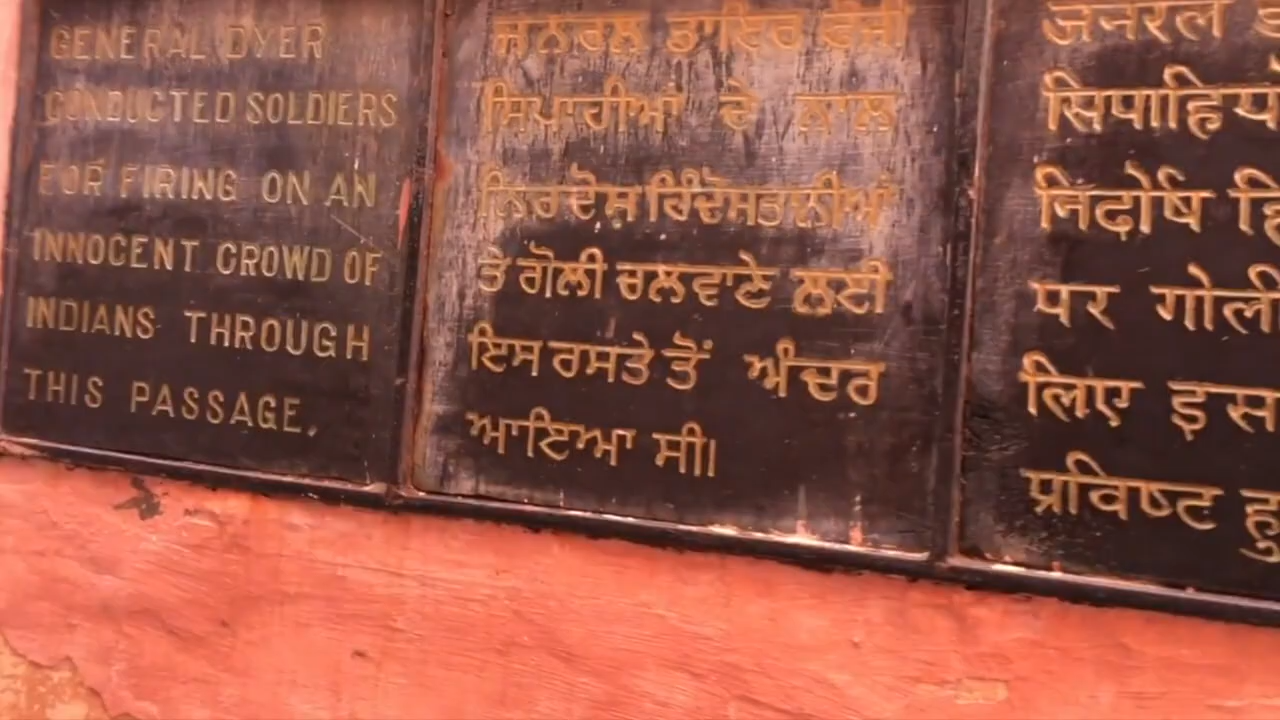 GENERAL DYER
CONDUCTED SOLDIERS
FOR FIRING ON AN
INNOCENT CROWD OF
INDIANS THROUGH
THIS PASSAGE.
ਜਨਰਲ ਡਾਇਰ ਫੌਜੀ
ਸਿਪਾਹੀਆਂ ਦੇ ਨਾਲ
ਨਿਰਦੋਸ਼ ਹਿੰਦੋਸਤਾਨੀਆਂ
ਤੇ ਗੋਲੀ ਚਲਵਾਣੇ ਲਈ
ਇਸ ਰਸਤੇ ਤੋਂ ਅੰਦਰ
ਆਇਆ ਸੀ।
जनरल
निर्दोष
पर गोली
लिए इस
प्रविष्ट